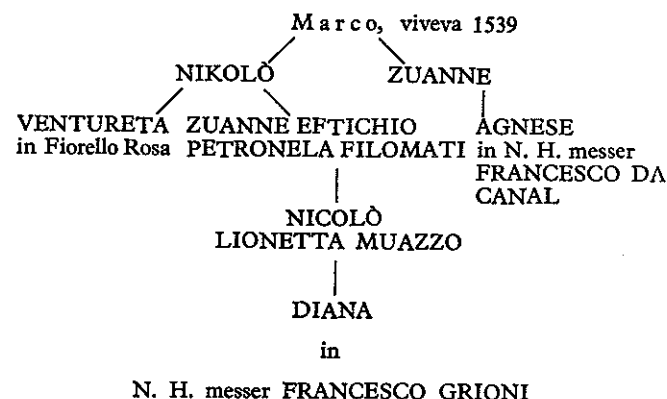 Marco, viveva 1539
NIKOLÒ ZUANNE
VENTURETA ZUANNE EFTICHIO AGNESE
in Fiorello Rosa PETRONELA FILOMATI in N. H. messer
FRANCESCO DA
CANAL
NICOLÒ
LIONETTA MUAZZO
DIANA
in
N. H. messer FRANCESCO GRIONI